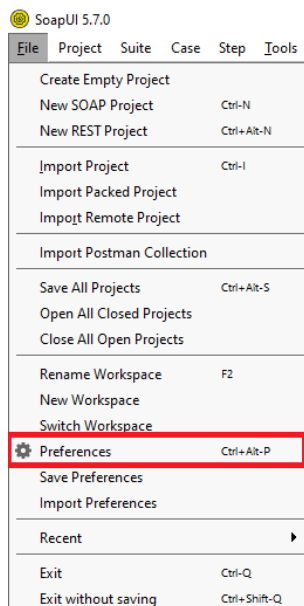 SoapUI 5.7.0
File Project Suite Case Step Tools
Create Empty Project
New SOAP Project Ctrl-N
New REST Project Ctrl+Alt-N
Import Project Ctrl-I
Import Packed Project
Import Remote Project
Import Postman Collection
Save All Projects Ctrl+Alt-S
Open All Closed Projects
Close All Open Projects
Rename Workspace F2
New Workspace
Switch Workspace
Preferences Ctrl+Alt-P
Save Preferences
Import Preferences
Recent
Exit Ctrl-Q
Exit without saving Ctrl+Shift-Q